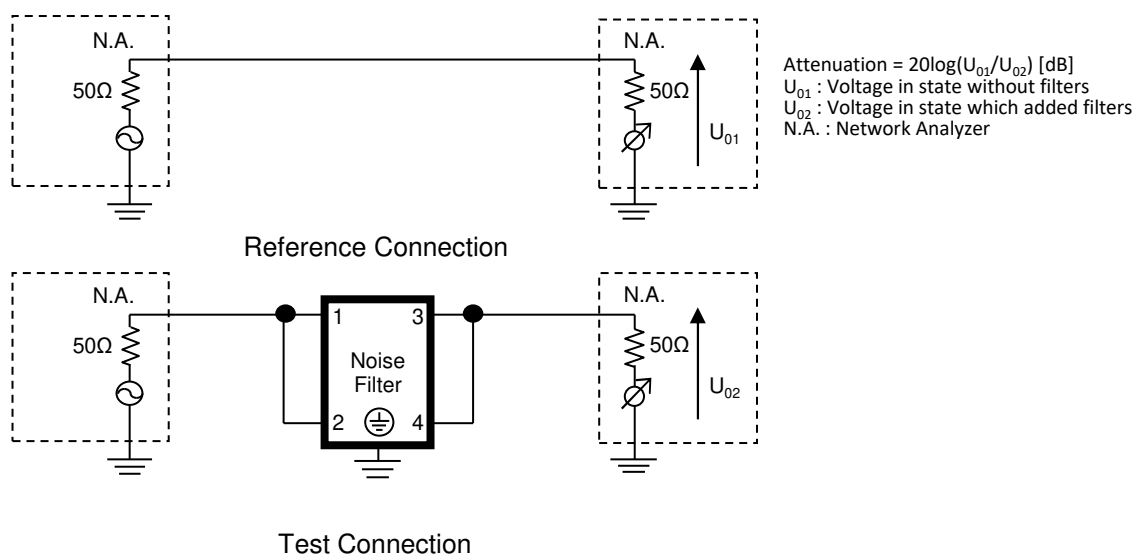 N.A.
50Ω
N.A.
50Ω
U₀₁
Attenuation = 20log(U₀₁/U₀₂) [dB]
U₀₁ : Voltage in state without filters
U₀₂ : Voltage in state which added filters
N.A. : Network Analyzer
Reference Connection
N.A.
50Ω
1
3
Noise
Filter
2
4
N.A.
50Ω
U₀₂
Test Connection